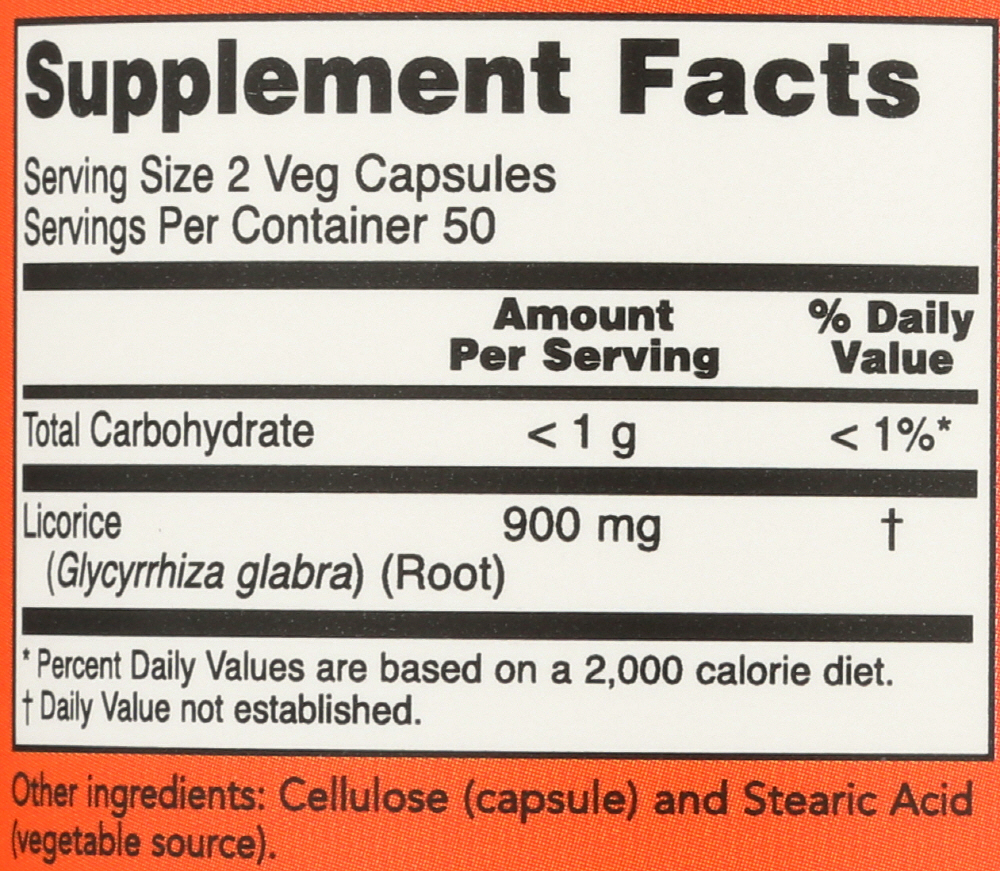 Supplement Facts
Serving Size 2 Veg Capsules
Servings Per Container 50
Amount Per Serving
% Daily Value
Total Carbohydrate < 1 g < 1%*
Licorice 900 mg †
(Glycyrrhiza glabra) (Root)
* Percent Daily Values are based on a 2,000 calorie diet.
† Daily Value not established.
Other ingredients: Cellulose (capsule) and Stearic Acid
(vegetable source).